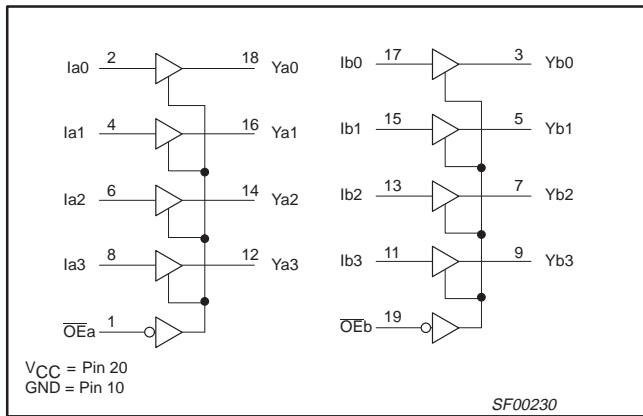 Ia0 2 18 Ya0
Ia1 4 16 Ya1
Ia2 6 14 Ya2
Ia3 8 12 Ya3
O̅E̅a 1
VCC = Pin 20
GND = Pin 10
Ib0 17 3 Yb0
Ib1 15 5 Yb1
Ib2 13 7 Yb2
Ib3 11 9 Yb3
O̅E̅b 19
SF00230